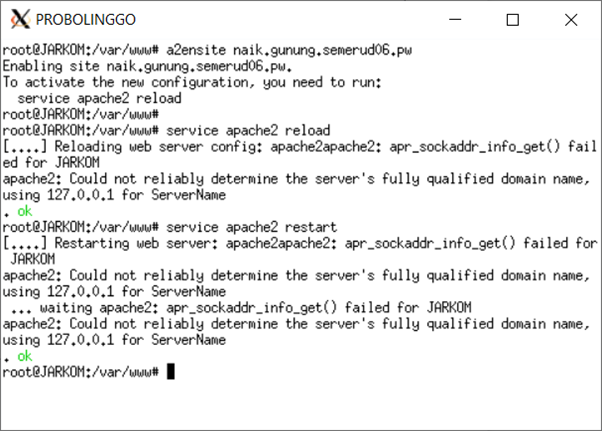 PROBOLINGGO
root@JARKOM:/var/www# a2ensite naik.gunung.semerud06.pw
Enabling site naik.gunung.semerud06.pw.
To activate the new configuration, you need to run:
  service apache2 reload
root@JARKOM:/var/www#
root@JARKOM:/var/www# service apache2 reload
[....] Reloading web server config: apache2apache2: apr_sockaddr_info_get() fail
ed for JARKOM
apache2: Could not reliably determine the server's fully qualified domain name,
using 127.0.0.1 for ServerName
. ok
root@JARKOM:/var/www# service apache2 restart
[....] Restarting web server: apache2apache2: apr_sockaddr_info_get() failed for
 JARKOM
apache2: Could not reliably determine the server's fully qualified domain name,
using 127.0.0.1 for ServerName
 ... waiting apache2: apr_sockaddr_info_get() failed for JARKOM
apache2: Could not reliably determine the server's fully qualified domain name,
using 127.0.0.1 for ServerName
. ok
root@JARKOM:/var/www#